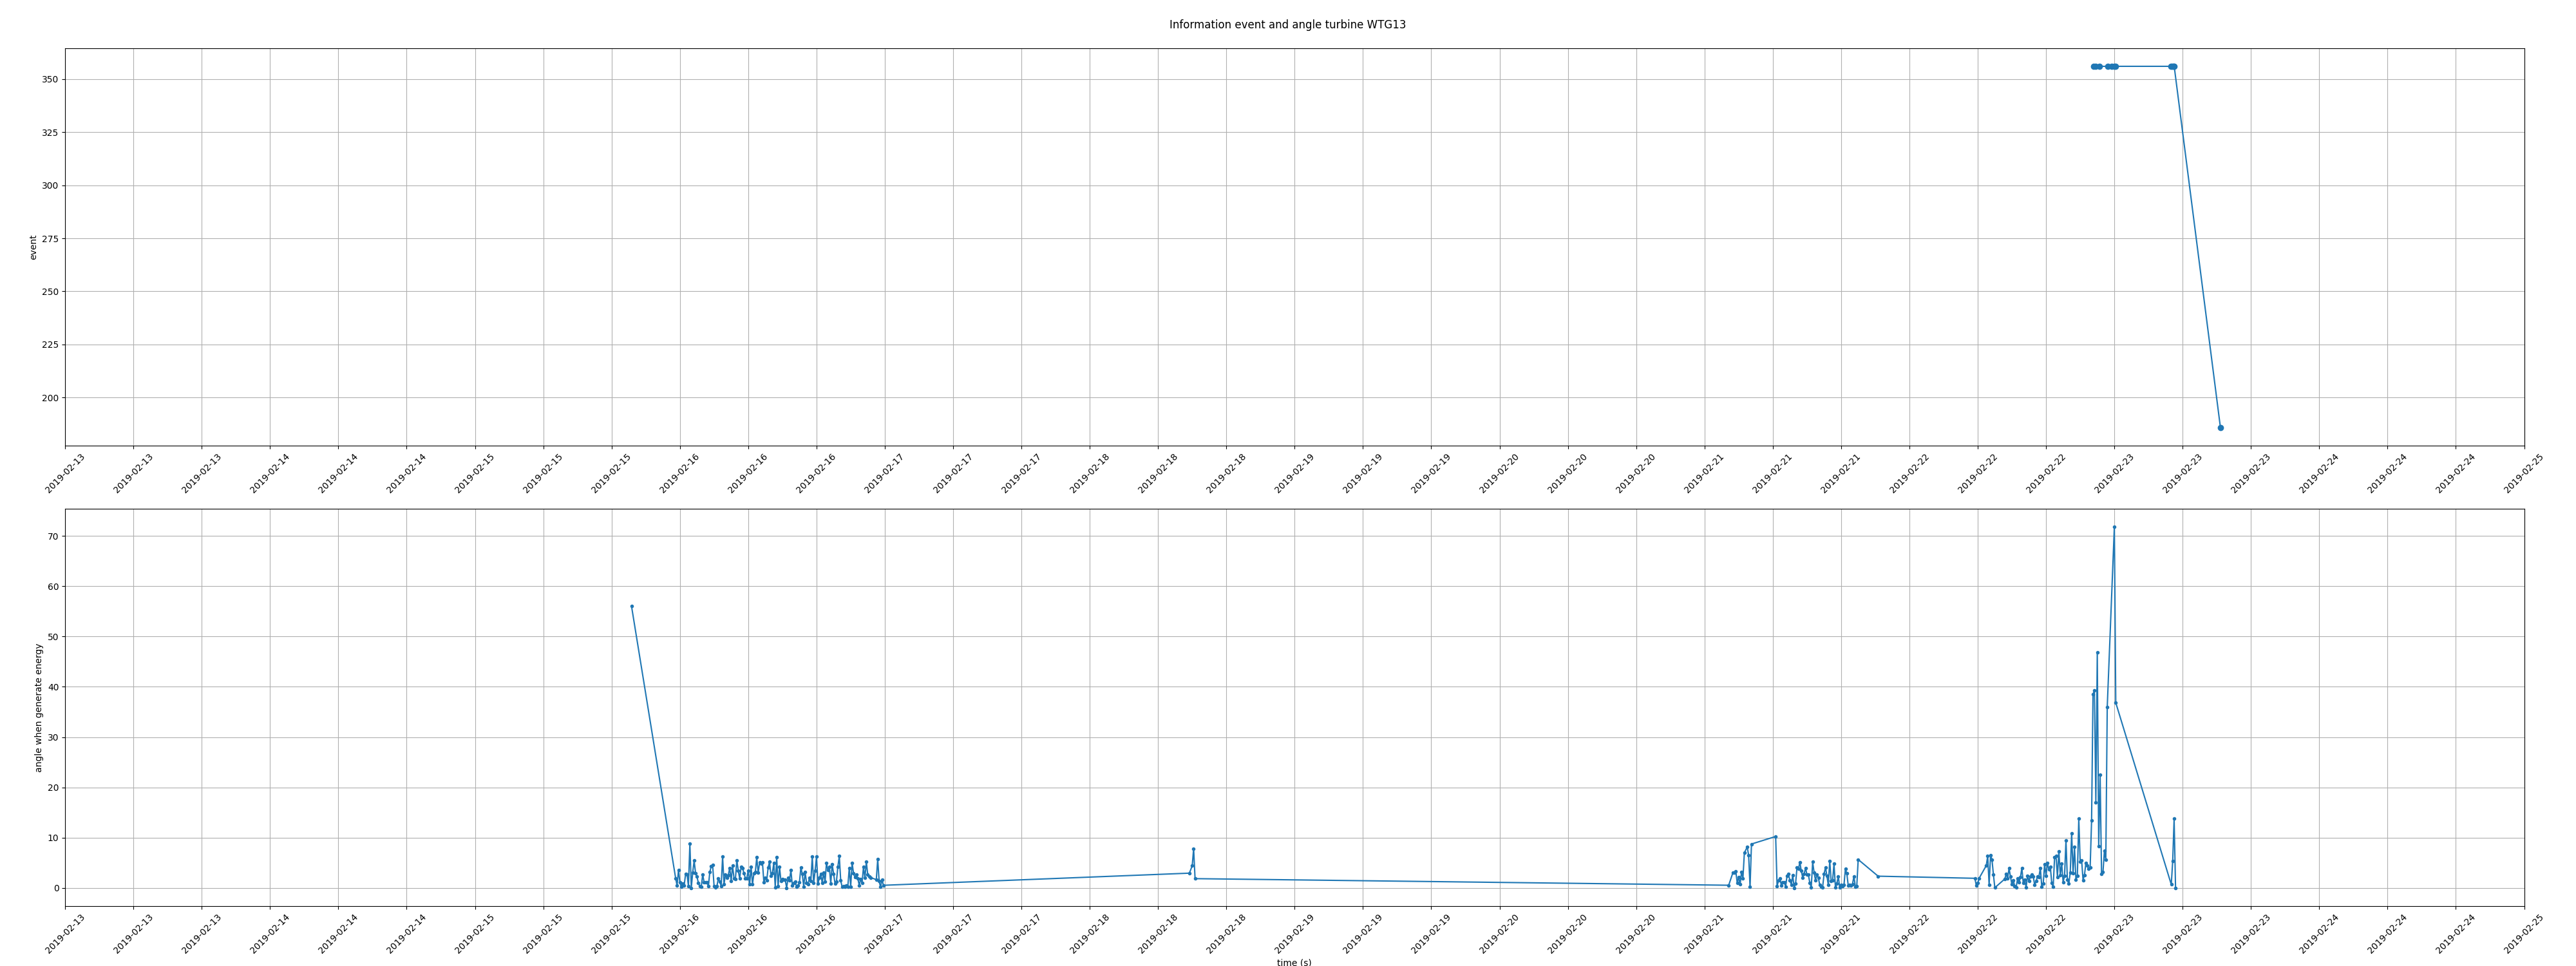 Information event and angle turbine WTG13
350
325
300
275
250
225
200
event
2019-02-13 2019-02-13 2019-02-13 2019-02-14 2019-02-14 2019-02-14 2019-02-15 2019-02-15 2019-02-15 2019-02-16 2019-02-16 2019-02-16 2019-02-17 2019-02-17 2019-02-17 2019-02-18 2019-02-18 2019-02-18 2019-02-19 2019-02-19 2019-02-19 2019-02-20 2019-02-20 2019-02-20 2019-02-21 2019-02-21 2019-02-21 2019-02-22 2019-02-22 2019-02-22 2019-02-23 2019-02-23 2019-02-23 2019-02-24 2019-02-24 2019-02-24 2019-02-25
70
60
50
40
30
20
10
0
angle when generate energy
2019-02-13 2019-02-13 2019-02-13 2019-02-14 2019-02-14 2019-02-14 2019-02-15 2019-02-15 2019-02-15 2019-02-16 2019-02-16 2019-02-16 2019-02-17 2019-02-17 2019-02-17 2019-02-18 2019-02-18 2019-02-18 2019-02-19 2019-02-19 2019-02-19 2019-02-20 2019-02-20 2019-02-20 2019-02-21 2019-02-21 2019-02-21 2019-02-22 2019-02-22 2019-02-22 2019-02-23 2019-02-23 2019-02-23 2019-02-24 2019-02-24 2019-02-24 2019-02-25
time (s)